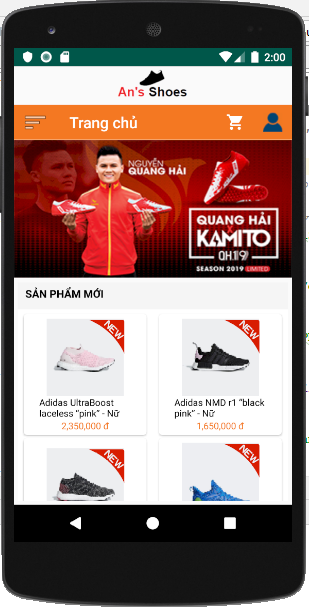 2:00
An's Shoes
Trang chủ
NGUYỄN
QUANG HẢI
QUANG HẢI
X
KAMITO
QH19
SEASON 2019 LIMITED
SẢN PHẨM MỚI
NEW
NEW
Adidas UltraBoost
laceless “pink” - Nữ
2,350,000 đ
Adidas NMD r1 “black
pink” - Nữ
1,650,000 đ
NEW
NEW